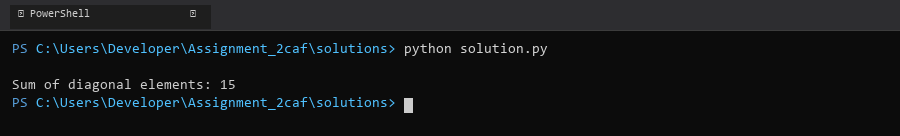 PowerShell
PS C:\Users\Developer\Assignment_2caf\solutions> python solution.py
Sum of diagonal elements: 15
PS C:\Users\Developer\Assignment_2caf\solutions>